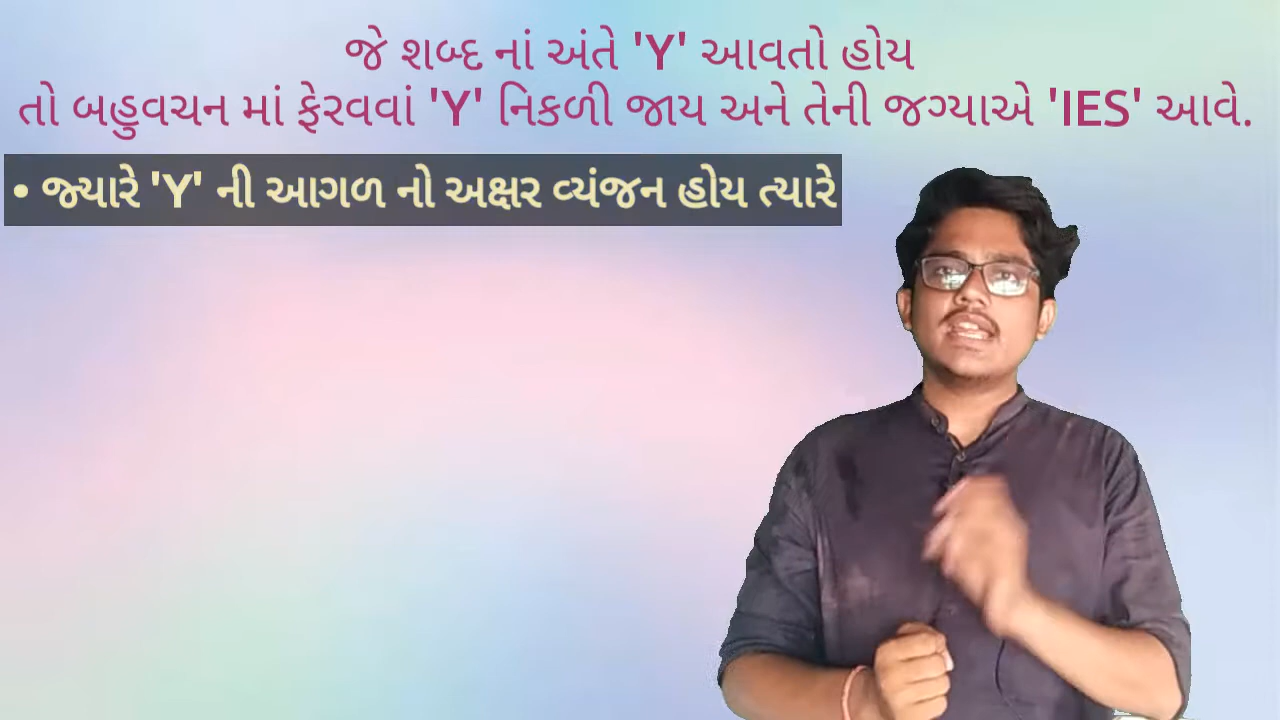 જે શબ્દ નાં અંતે 'Y' આવતો હોય
તો બહુવચન માં ફેરવવાં 'Y' નિકળી જાય અને તેની જગ્યાએ 'IES' આવે.
• જ્યારે 'Y' ની આગળ નો અક્ષર વ્યંજન હોય ત્યારે